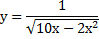 y = 1/√(10x − 2x²)